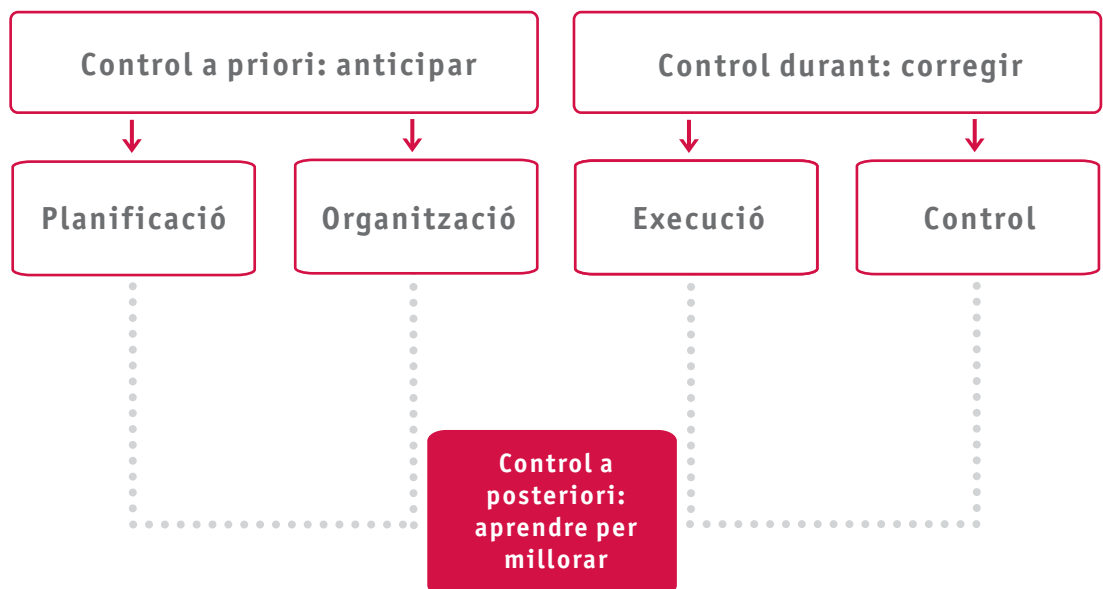 Control a priori: anticipar
Control durant: corregir
Planificació
Organització
Execució
Control
Control a
posteriori:
aprendre per
millorar